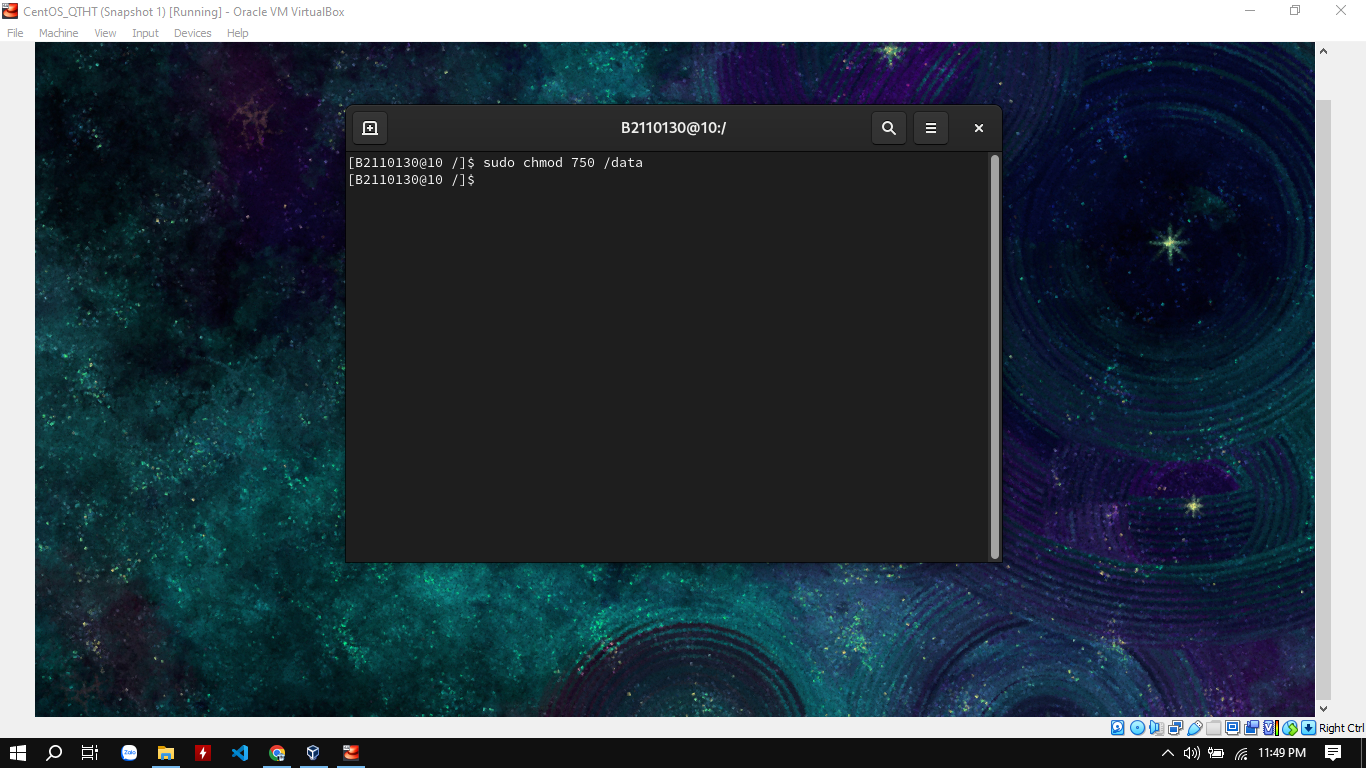 CentOS_QTHT (Snapshot 1) [Running] - Oracle VM VirtualBox
File Machine View Input Devices Help
B2110130@10:/
[B2110130@10 /]$ sudo chmod 750 /data
[B2110130@10 /]$
Right Ctrl
Zalo
11:49 PM